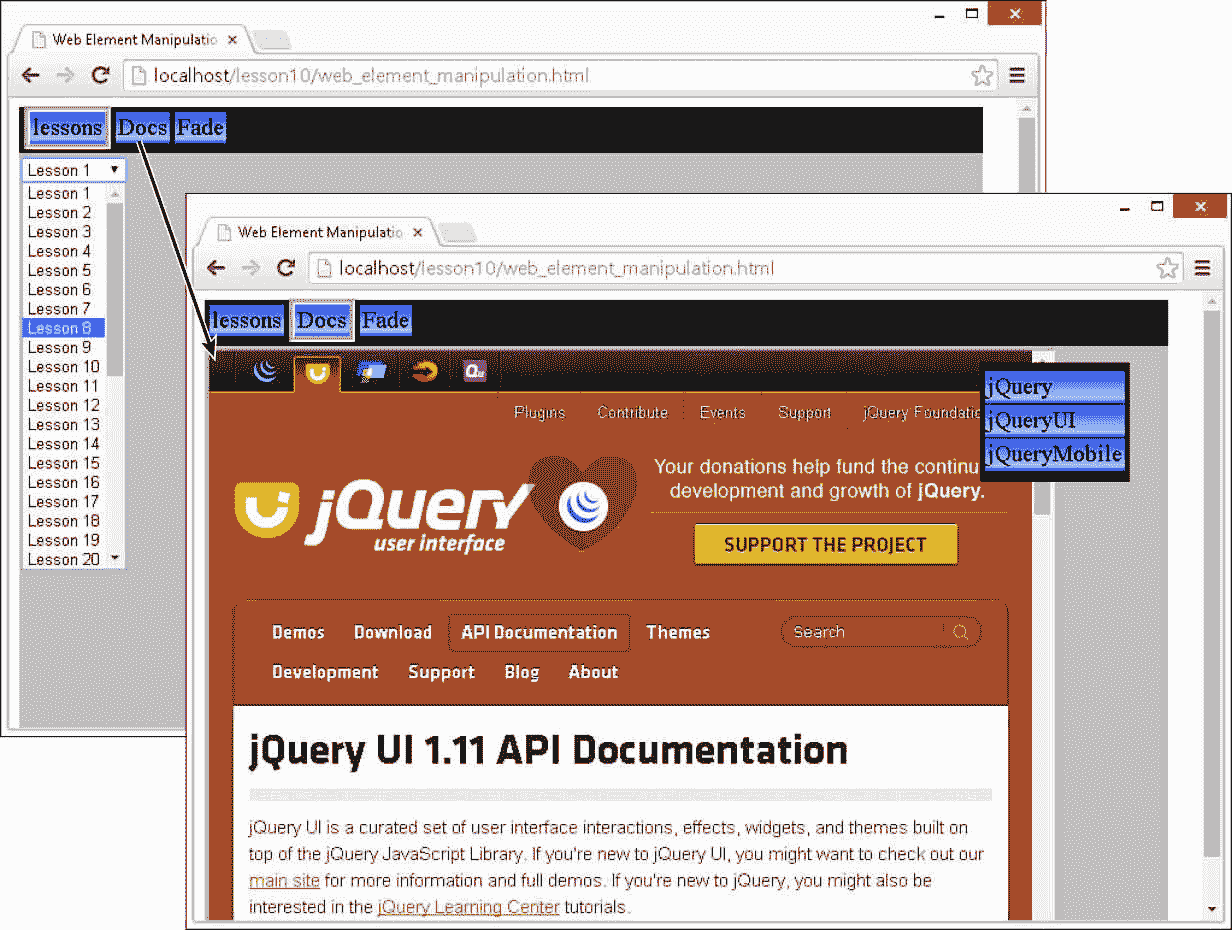 Web Element Manipulatio
localhost/lesson10/web_element_manipulation.html
lessons Docs Fade
Lesson 1
Lesson 1
Lesson 2
Lesson 3
Lesson 4
Lesson 5
Lesson 6
Lesson 7
Lesson 8
Lesson 9
Lesson 10
Lesson 11
Lesson 12
Lesson 13
Lesson 14
Lesson 15
Lesson 16
Lesson 17
Lesson 18
Lesson 19
Lesson 20
Web Element Manipulatio
localhost/lesson10/web_element_manipulation.html
lessons Docs Fade
jQuery
jQueryUI
jQueryMobile
Plugins Contribute Events Support jQuery Foundatio
Your donations help fund the continu
development and growth of jQuery.
jQuery
user interface
SUPPORT THE PROJECT
Demos Download API Documentation Themes Search
Development Support Blog About
jQuery UI 1.11 API Documentation
jQuery UI is a curated set of user interface interactions, effects, widgets, and themes built on
top of the jQuery JavaScript Library. If you're new to jQuery UI, you might want to check out our
main site for more information and full demos. If you're new to jQuery, you might also be
interested in the jQuery Learning Center tutorials.